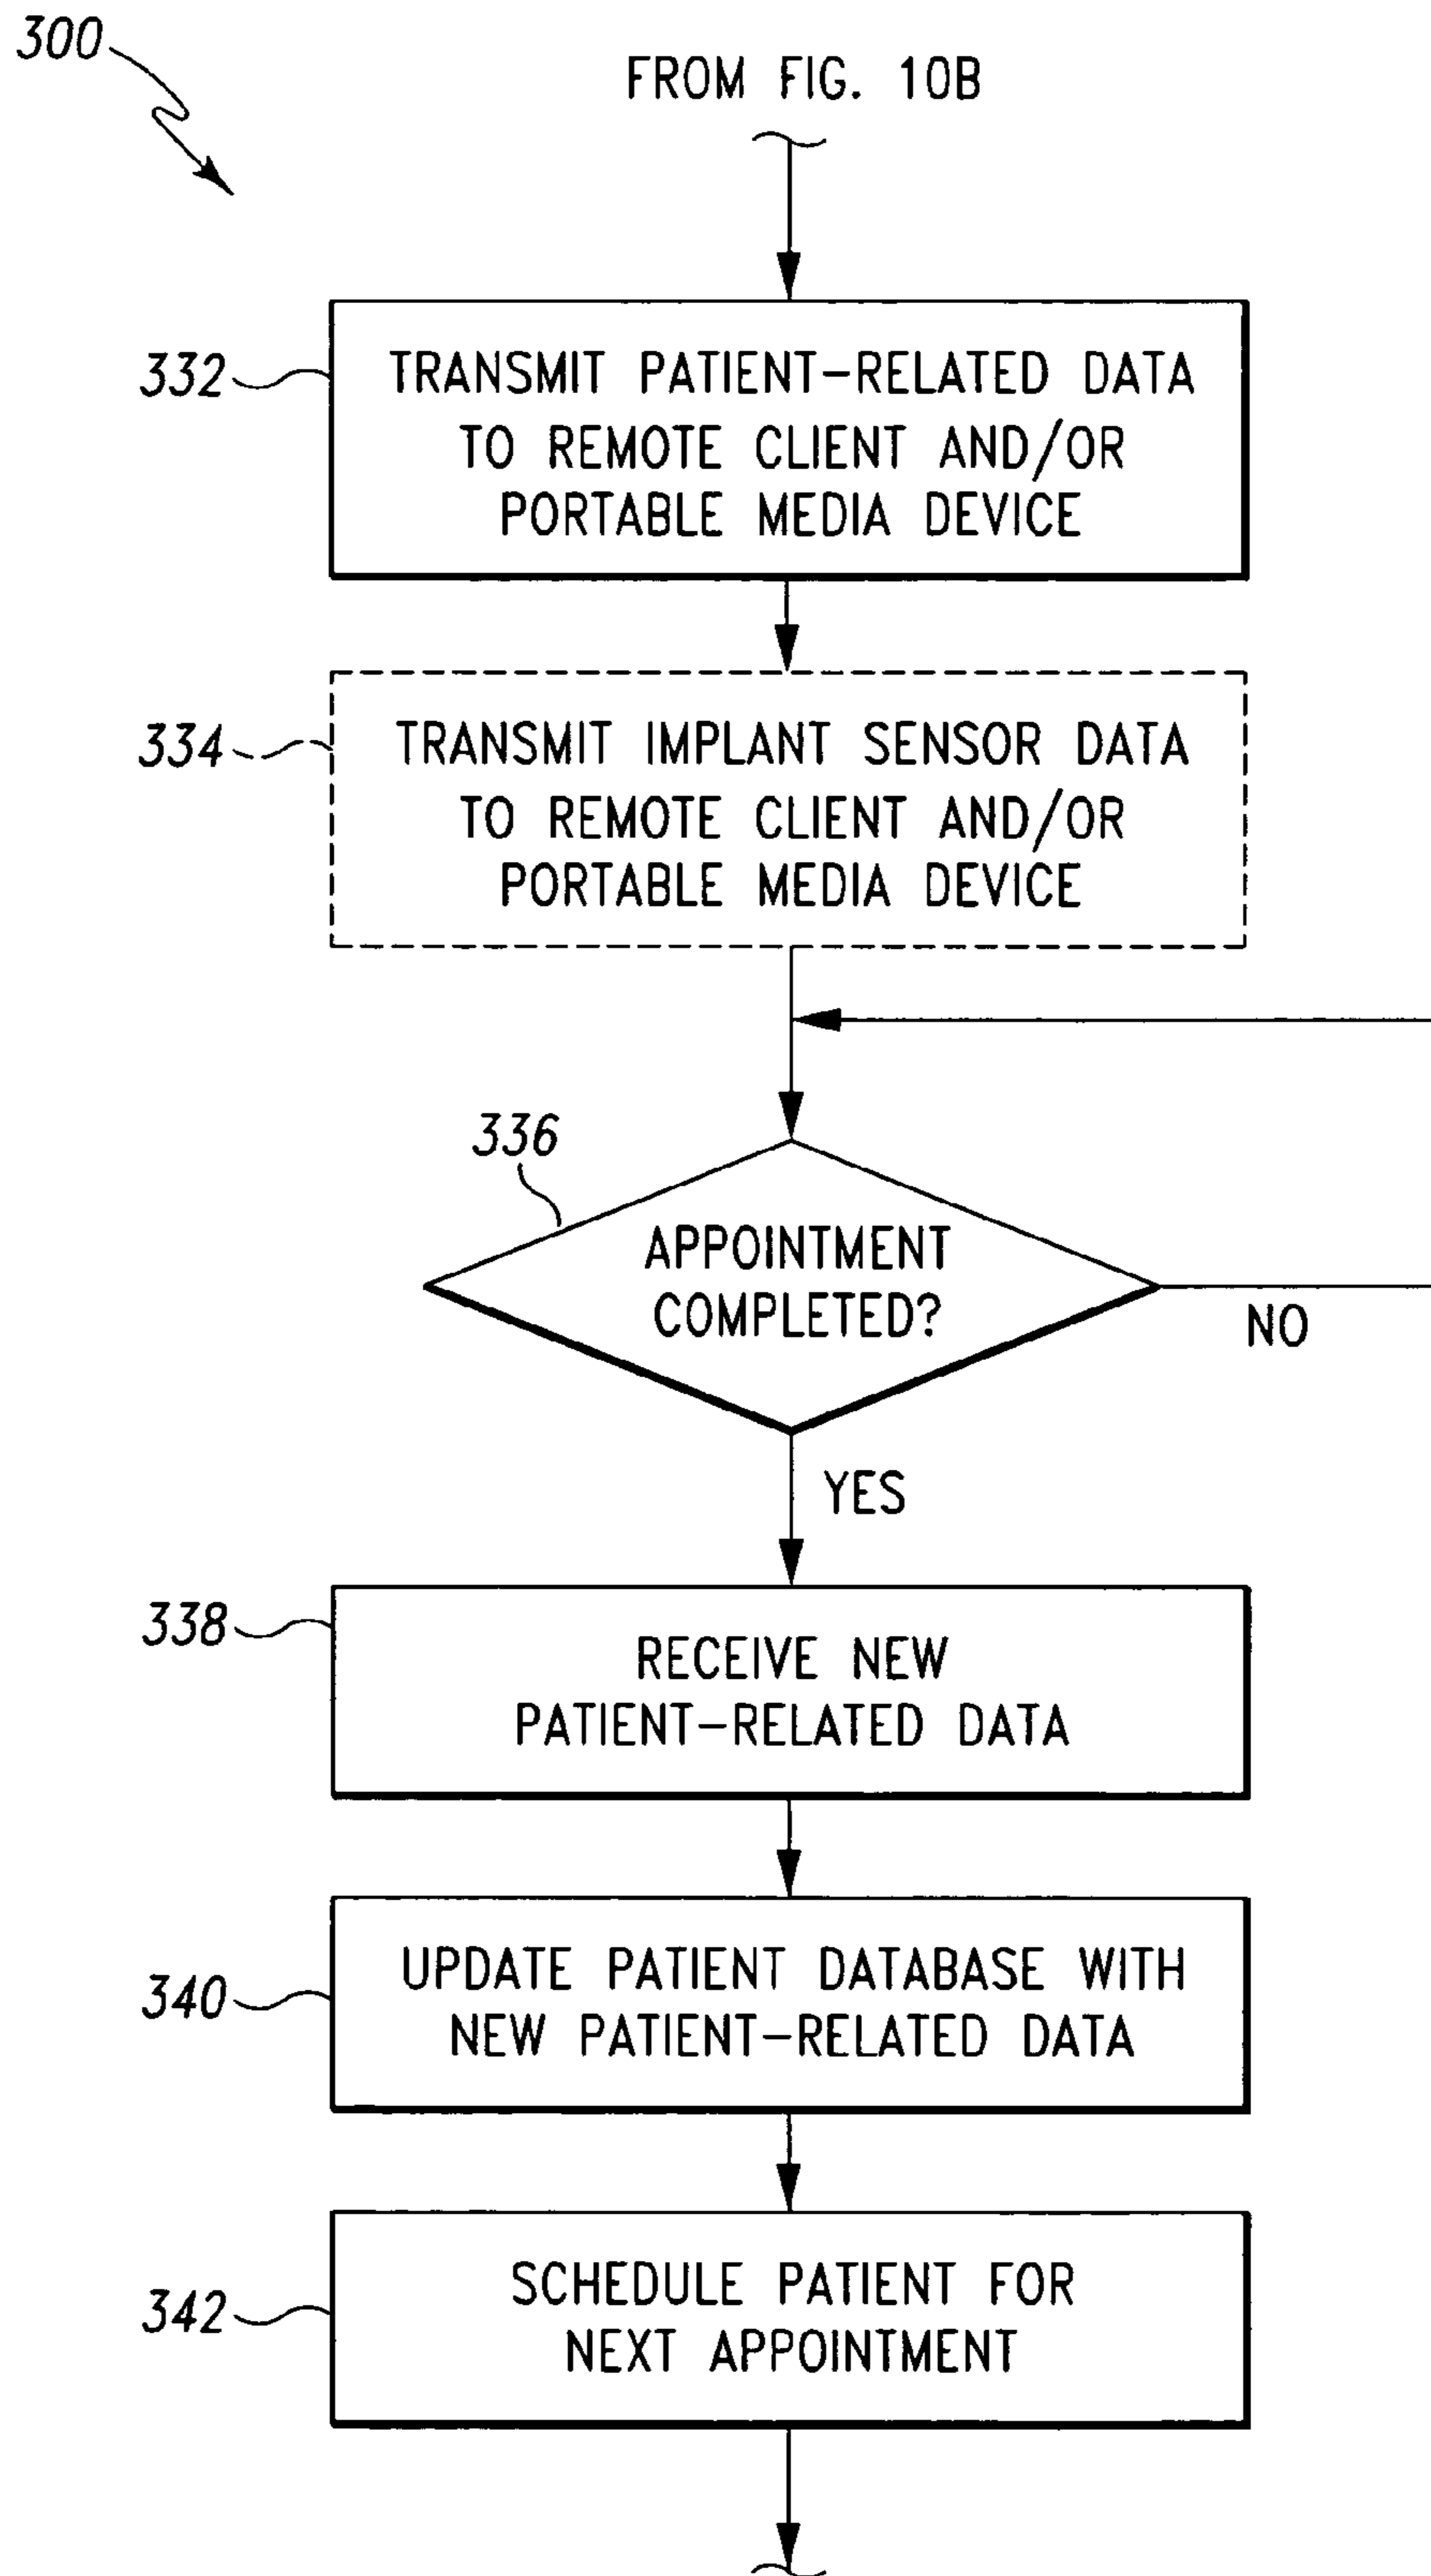 300
FROM FIG. 10B
332
TRANSMIT PATIENT-RELATED DATA
TO REMOTE CLIENT AND/OR
PORTABLE MEDIA DEVICE
334
TRANSMIT IMPLANT SENSOR DATA
TO REMOTE CLIENT AND/OR
PORTABLE MEDIA DEVICE
336
APPOINTMENT
COMPLETED?
NO
YES
338
RECEIVE NEW
PATIENT-RELATED DATA
340
UPDATE PATIENT DATABASE WITH
NEW PATIENT-RELATED DATA
342
SCHEDULE PATIENT FOR
NEXT APPOINTMENT